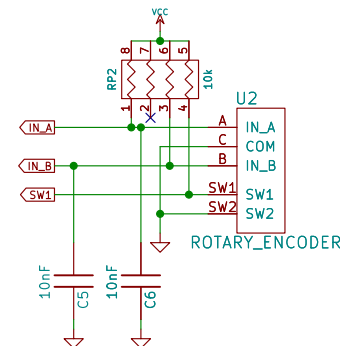 VCC
8 7 6 5
RP2
10k
1 2 3 4
U2
IN_A
A
IN_A
C
COM
IN_B
B
IN_B
SW1
SW1
SW1
SW2
SW2
ROTARY_ENCODER
10nF
C5
10nF
C6